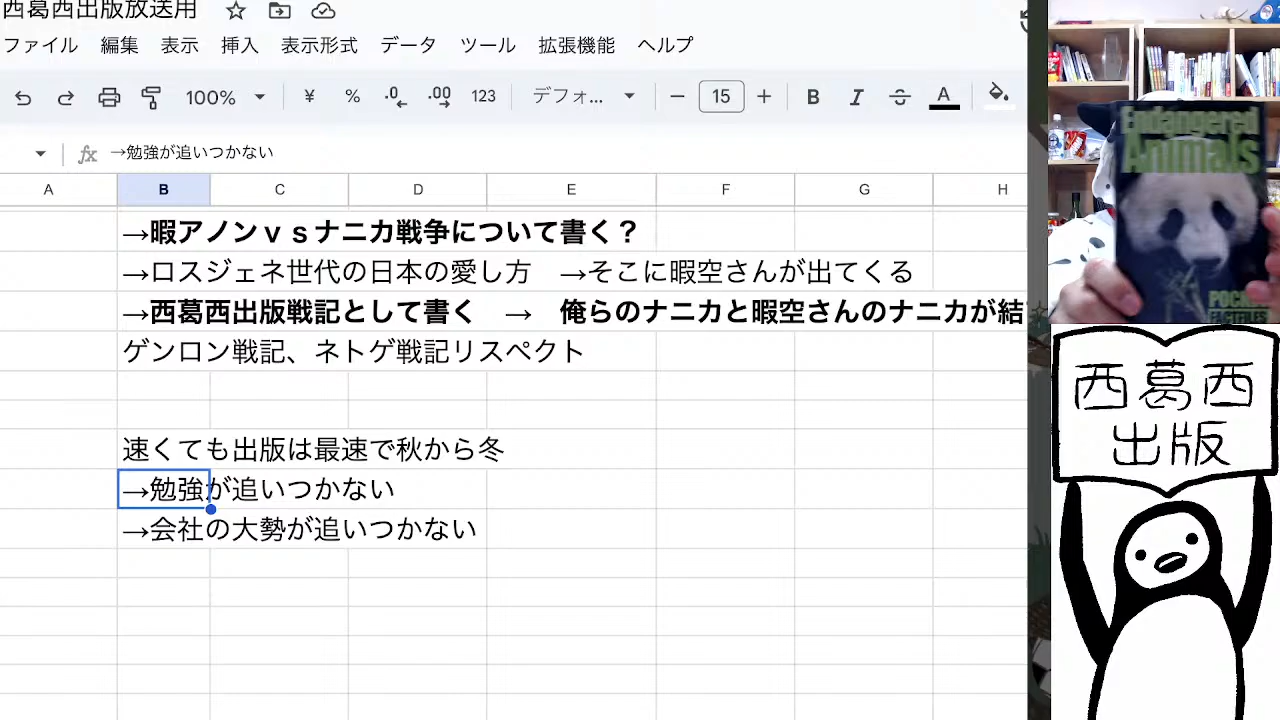 西葛西出版放送用
ファイル 編集 表示 挿入 表示形式 データ ツール 拡張機能 ヘルプ
100% ¥ % .0 .00 123 デフォ... 15 B I S A
fx →勉強が追いつかない
A B C D E F G H
→暇アノンｖｓナニカ戦争について書く？
→ロスジェネ世代の日本の愛し方　→そこに暇空さんが出てくる
→西葛西出版戦記として書く　→　俺らのナニカと暇空さんのナニカが結
ゲンロン戦記、ネトゲ戦記リスペクト
速くても出版は最速で秋から冬
→勉強が追いつかない
→会社の大勢が追いつかない
Endangered
Animals
POCKET
FACTFILES
西葛西
出版